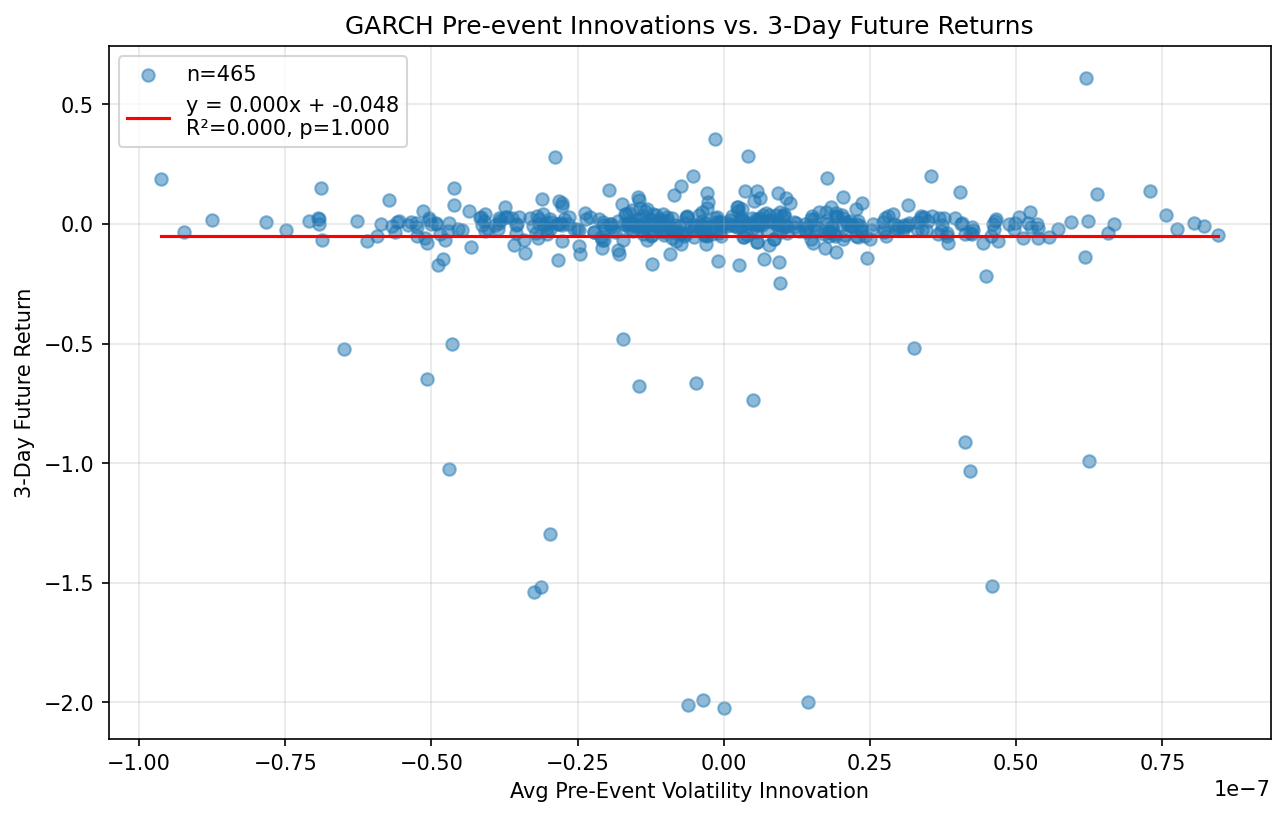 GARCH Pre-event Innovations vs. 3-Day Future Returns
n=465
y = 0.000x + -0.048
R²=0.000, p=1.000
3-Day Future Return
0.5
0.0
−0.5
−1.0
−1.5
−2.0
−1.00
−0.75
−0.50
−0.25
0.00
0.25
0.50
0.75
1e−7
Avg Pre-Event Volatility Innovation